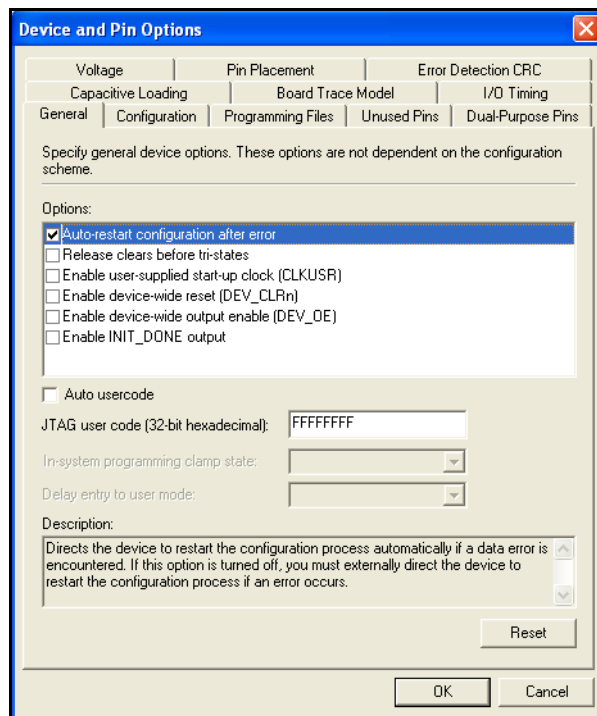 Device and Pin Options
Voltage Pin Placement Error Detection CRC
Capacitive Loading Board Trace Model I/O Timing
General Configuration Programming Files Unused Pins Dual-Purpose Pins
Specify general device options. These options are not dependent on the configuration
scheme.
Options:
Auto-restart configuration after error
Release clears before tri-states
Enable user-supplied start-up clock (CLKUSR)
Enable device-wide reset (DEV_CLRn)
Enable device-wide output enable (DEV_OE)
Enable INIT_DONE output
Auto usercode
JTAG user code (32-bit hexadecimal): FFFFFFFF
In-system programming clamp state:
Delay entry to user mode:
Description:
Directs the device to restart the configuration process automatically if a data error is
encountered. If this option is turned off, you must externally direct the device to
restart the configuration process if an error occurs.
Reset
OK Cancel